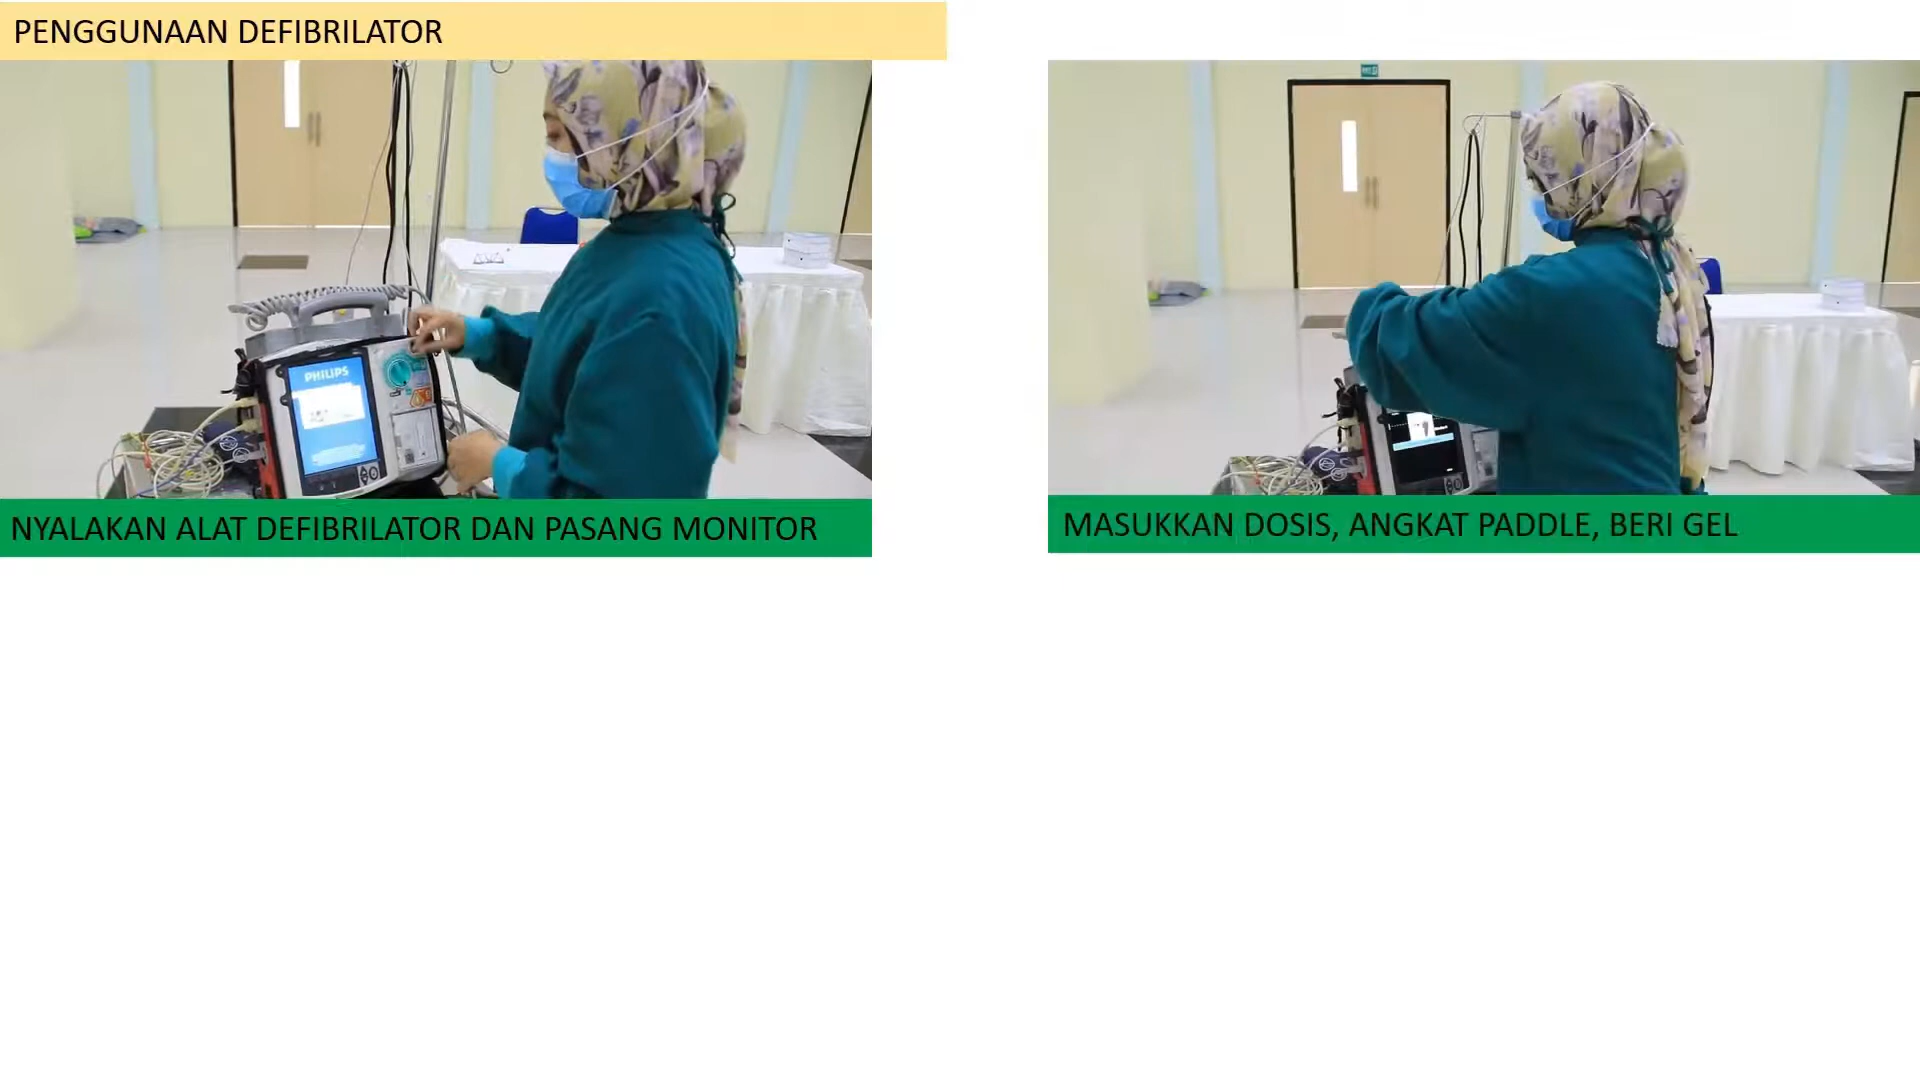 PENGGUNAAN DEFIBRILATOR
PHILIPS
NYALAKAN ALAT DEFIBRILATOR DAN PASANG MONITOR
MASUKKAN DOSIS, ANGKAT PADDLE, BERI GEL